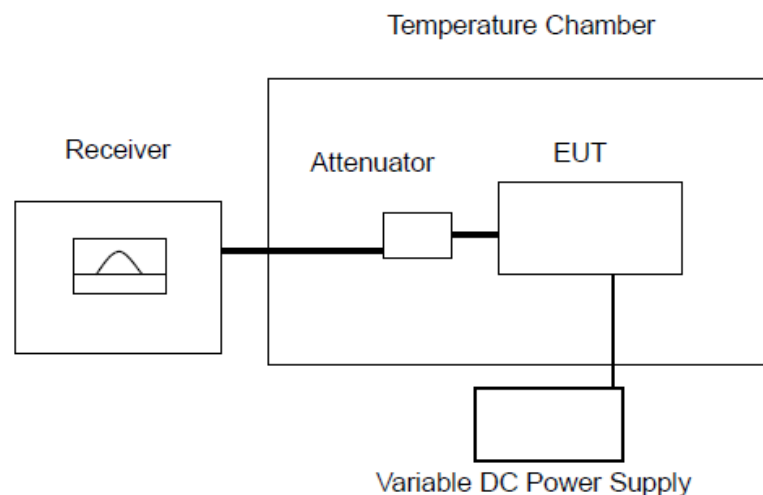 Temperature Chamber
Receiver
Attenuator
EUT
Variable DC Power Supply